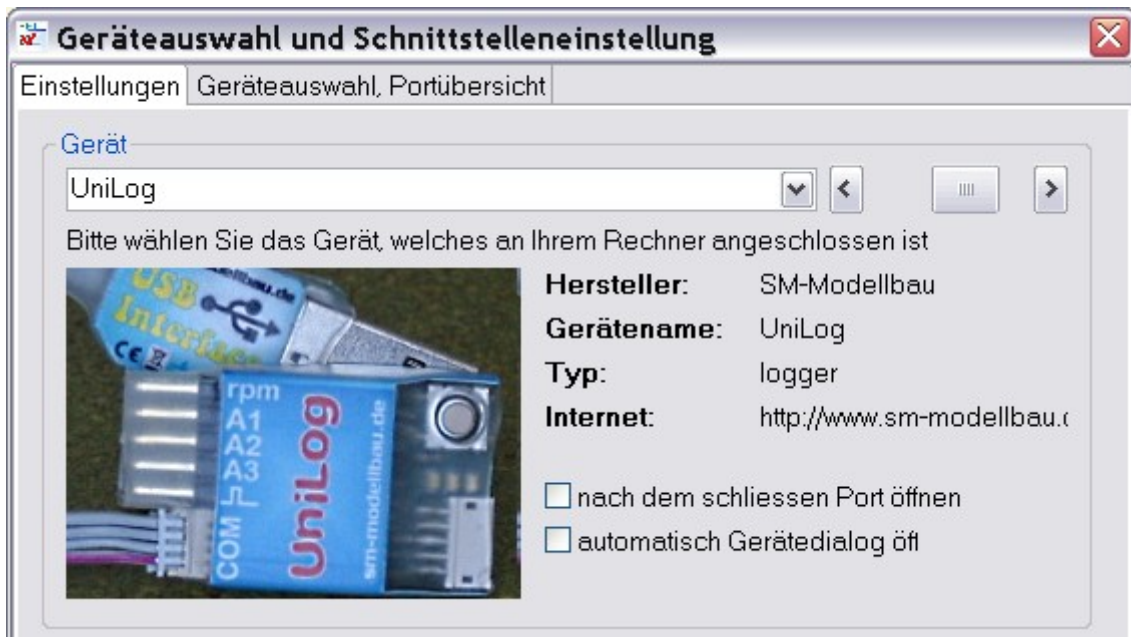 Geräteauswahl und Schnittstelleneinstellung
Einstellungen Geräteauswahl, Portübersicht
Gerät
UniLog
Bitte wählen Sie das Gerät, welches an Ihrem Rechner angeschlossen ist
Hersteller: SM-Modellbau
Gerätename: UniLog
Typ: logger
Internet: http://www.sm-modellbau.
nach dem schliessen Port öffnen
automatisch Gerätedialog öf
USB
Interface
CE
rpm
A1
A2
A3
COM
UniLog
sm-modellbau.de